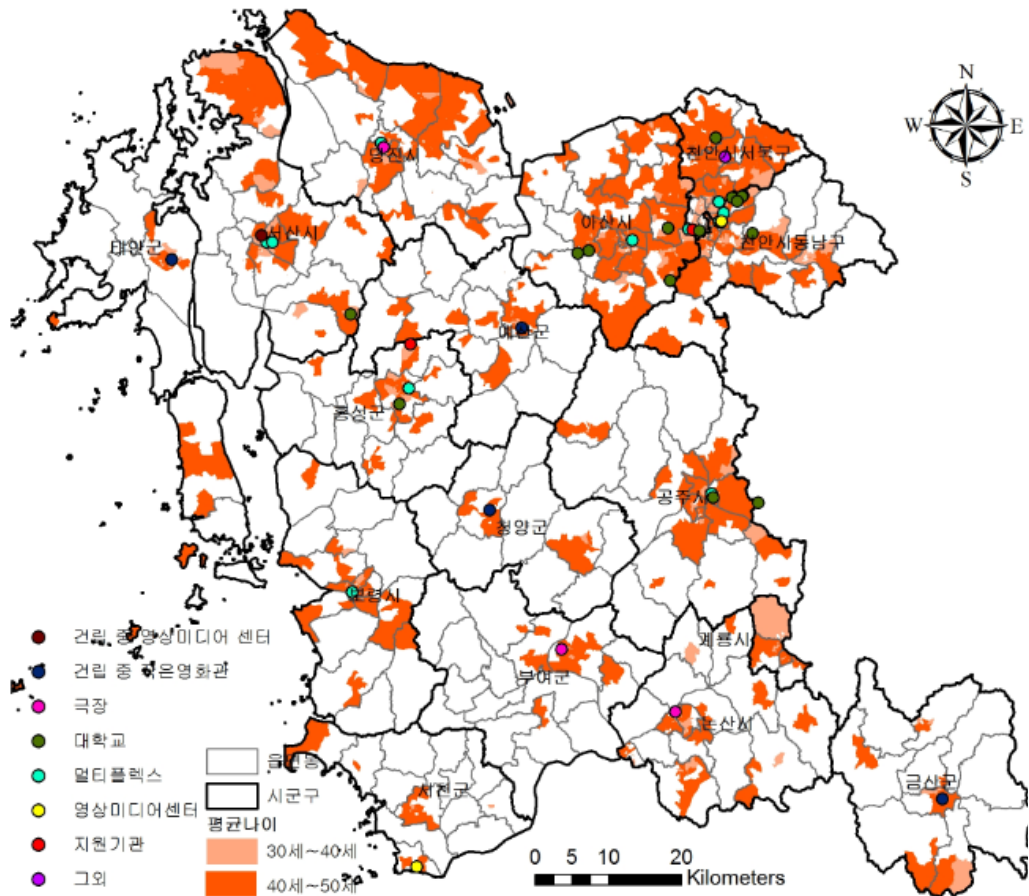 N
W E
S
천안시서북구
당진시
아산시
서산시
태안군
천안시동남구
예산군
홍성군
공주시
청양군
보령시
계룡시
부여군
논산시
서천군
금산군
건립 중 영상미디어 센터
건립 중 작은영화관
극장
대학교
멀티플렉스
영상미디어센터
지원기관
그외
읍면동
시군구
평균나이
30세~40세
40세~50세
0 5 10 20
Kilometers